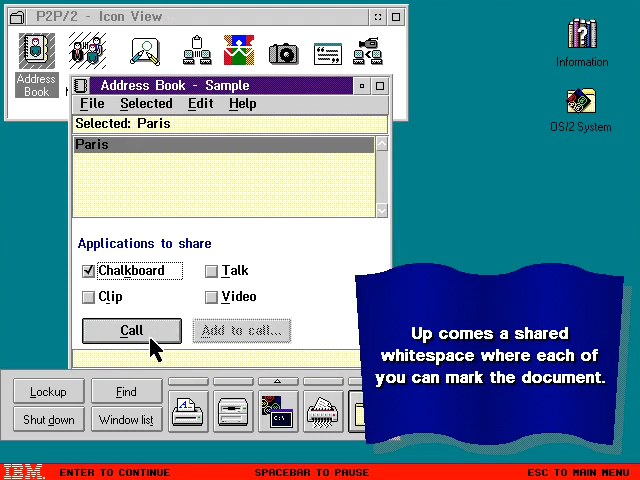 P2P/2 - Icon View
Address
Book
Information
OS/2 System
Address Book - Sample
File Selected Edit Help
Selected: Paris
Paris
Applications to share
Chalkboard
Talk
Clip
Video
Call
Add to call...
Up comes a shared
whitespace where each of
you can mark the document.
Lockup
Find
Shut down
Window list
C:\
IBM
ENTER TO CONTINUE
SPACEBAR TO PAUSE
ESC TO MAIN MENU